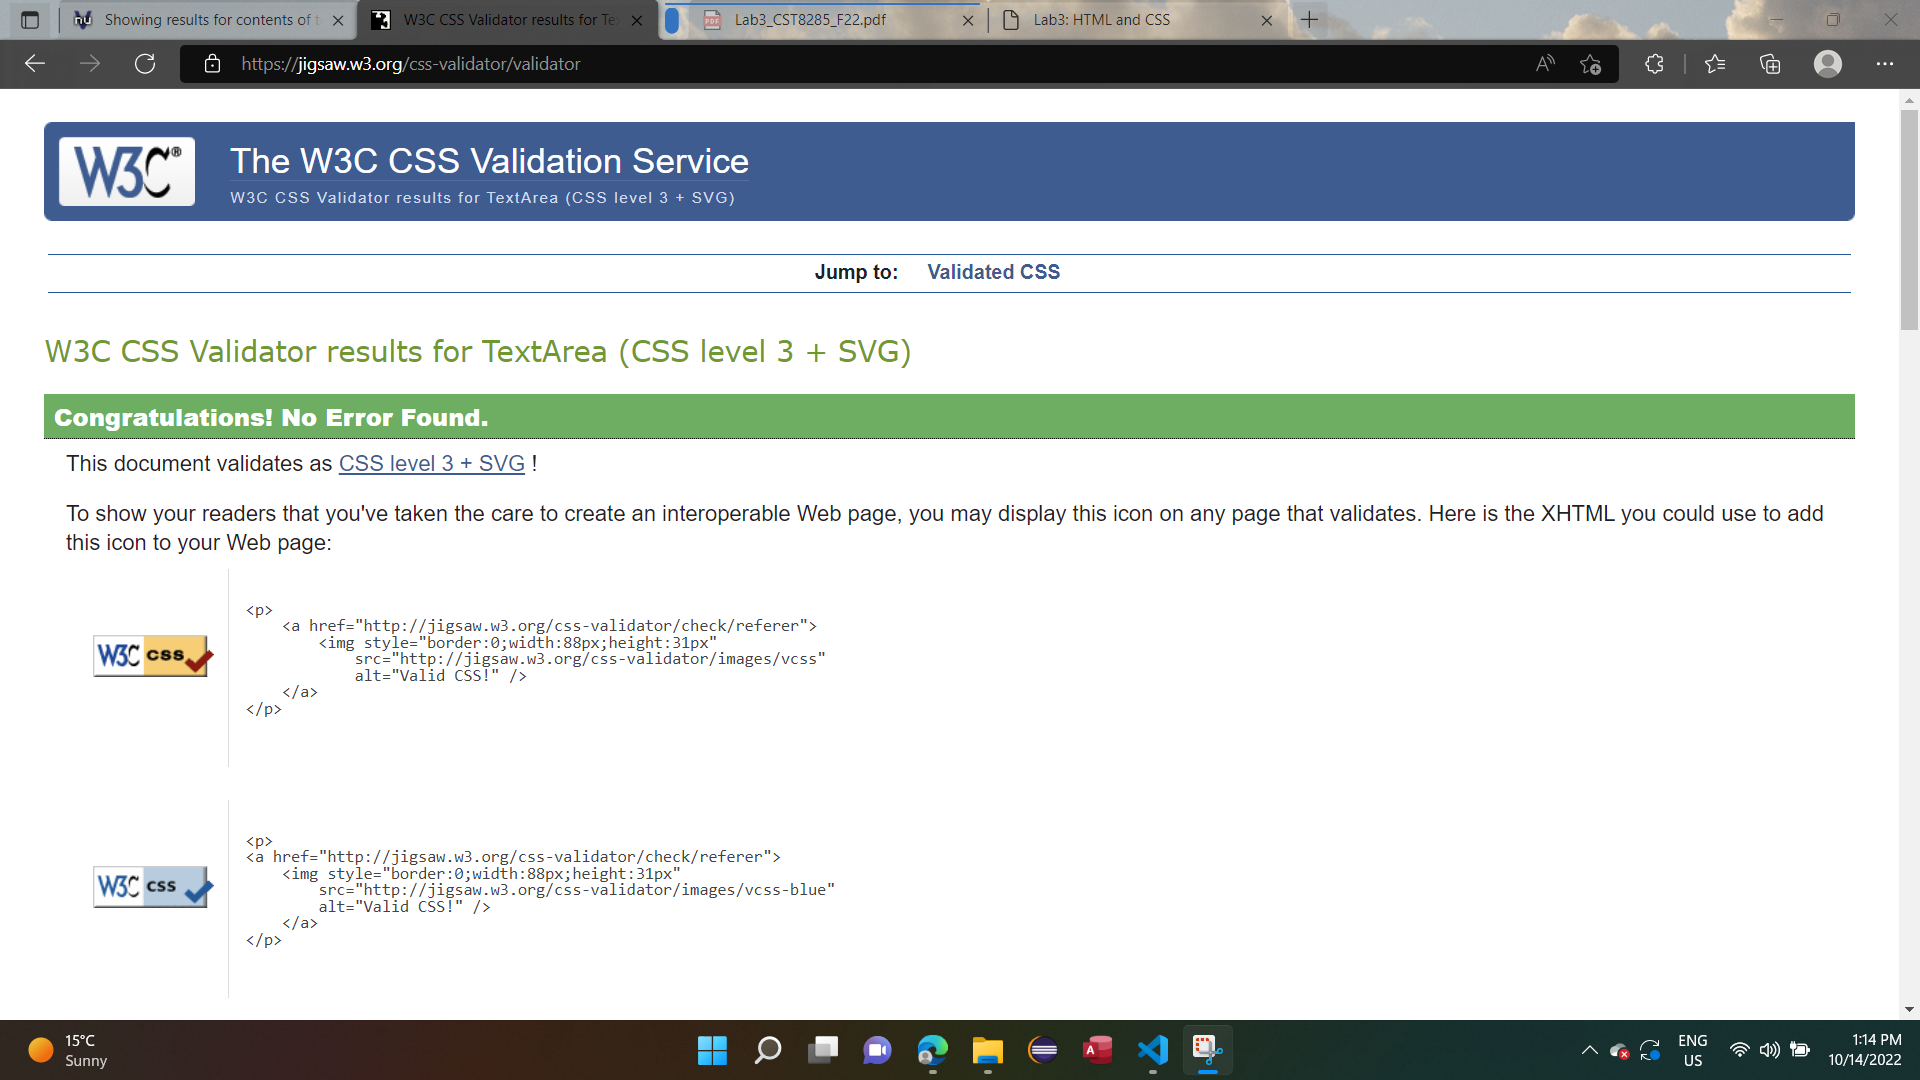 Showing results for contents of t
W3C CSS Validator results for Te
Lab3_CST8285_F22.pdf
Lab3: HTML and CSS
https://jigsaw.w3.org/css-validator/validator
W3C®
The W3C CSS Validation Service
W3C CSS Validator results for TextArea (CSS level 3 + SVG)
Jump to: Validated CSS
W3C CSS Validator results for TextArea (CSS level 3 + SVG)
Congratulations! No Error Found.
This document validates as CSS level 3 + SVG !
To show your readers that you've taken the care to create an interoperable Web page, you may display this icon on any page that validates. Here is the XHTML you could use to add
this icon to your Web page:
W3C css
<p>
<a href="http://jigsaw.w3.org/css-validator/check/referer">
<img style="border:0;width:88px;height:31px"
src="http://jigsaw.w3.org/css-validator/images/vcss"
alt="Valid CSS!" />
</a>
</p>
W3C css
<p>
<a href="http://jigsaw.w3.org/css-validator/check/referer">
<img style="border:0;width:88px;height:31px"
src="http://jigsaw.w3.org/css-validator/images/vcss-blue"
alt="Valid CSS!" />
</a>
</p>
15°C
Sunny
ENG
US
1:14 PM
10/14/2022